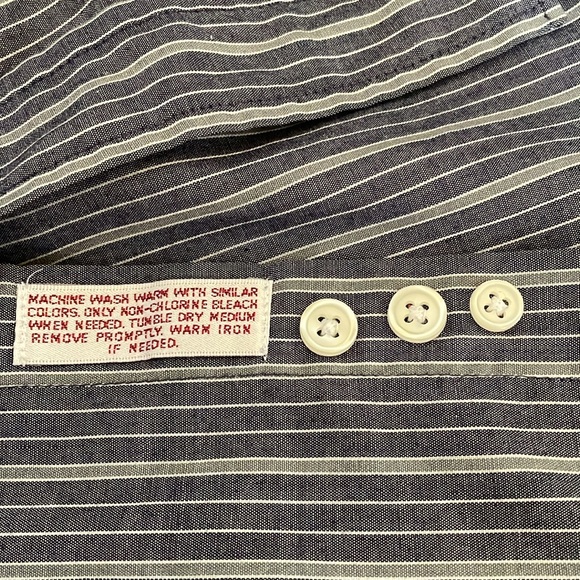 MACHINE WASH WARM WITH SIMILAR
COLORS. ONLY NON-CHLORINE BLEACH
WHEN NEEDED. TUMBLE DRY MEDIUM
REMOVE PROMPTLY. WARM IRON
IF NEEDED.